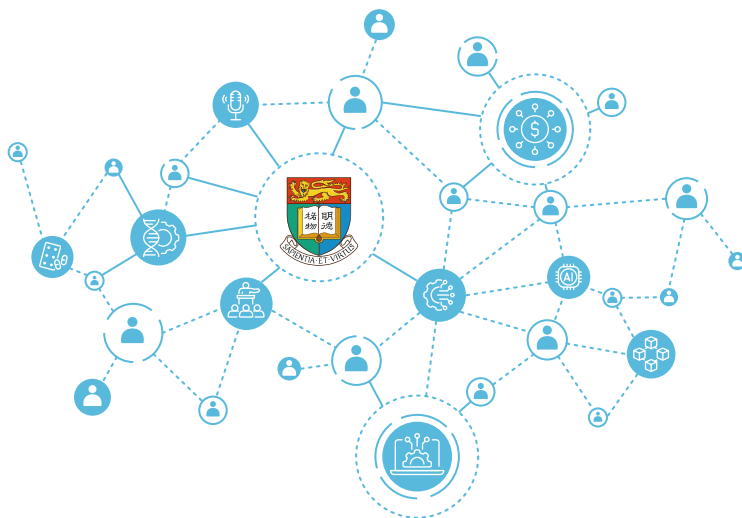 $
明德
格物
SAPIENTIA·ET·VIRTUS
AI